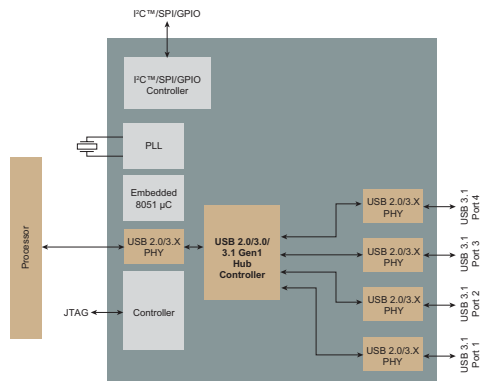 I²C™/SPI/GPIO
I²C™/SPI/GPIO
Controller
PLL
Embedded
8051 µC
Processor
USB 2.0/3.X
PHY
USB 2.0/3.0/
3.1 Gen1
Hub
Controller
JTAG
Controller
USB 2.0/3.X
PHY
USB 3.1
Port 4
USB 2.0/3.X
PHY
USB 3.1
Port 3
USB 2.0/3.X
PHY
USB 3.1
Port 2
USB 2.0/3.X
PHY
USB 3.1
Port 1